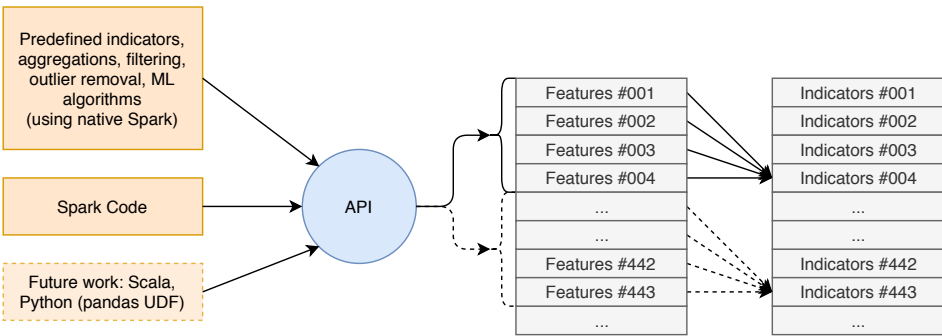 Predefined indicators,
aggregations, filtering,
outlier removal, ML
algorithms
(using native Spark)
Spark Code
Future work: Scala,
Python (pandas UDF)
API
Features #001
Features #002
Features #003
Features #004
...
...
Features #442
Features #443
...
Indicators #001
Indicators #002
Indicators #003
Indicators #004
...
...
Indicators #442
Indicators #443
...